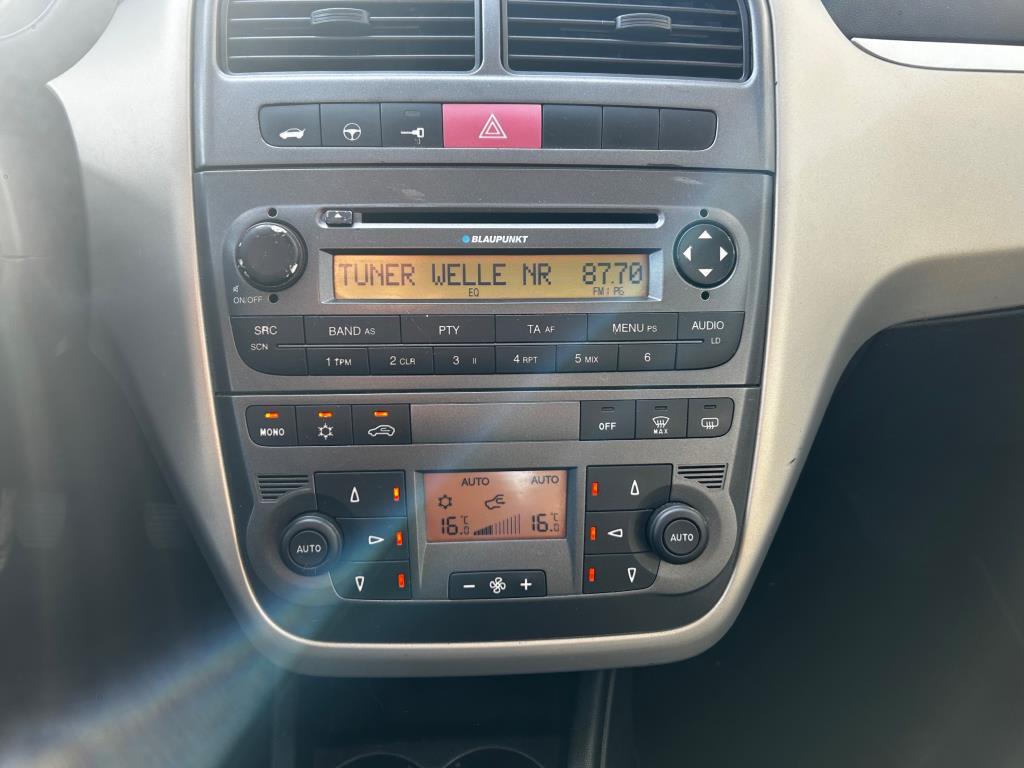 BLAUPUNKT
TUNER WELLE NR 87.70
EQ FM1 P6
ON/OFF
SRC BAND AS PTY TA AF MENU PS AUDIO
SCN 1 TPM 2 CLR 3 II 4 RPT 5 MIX 6 LD
MONO OFF MAX
AUTO AUTO
16.0 °C 16.0 °C
AUTO AUTO
- +